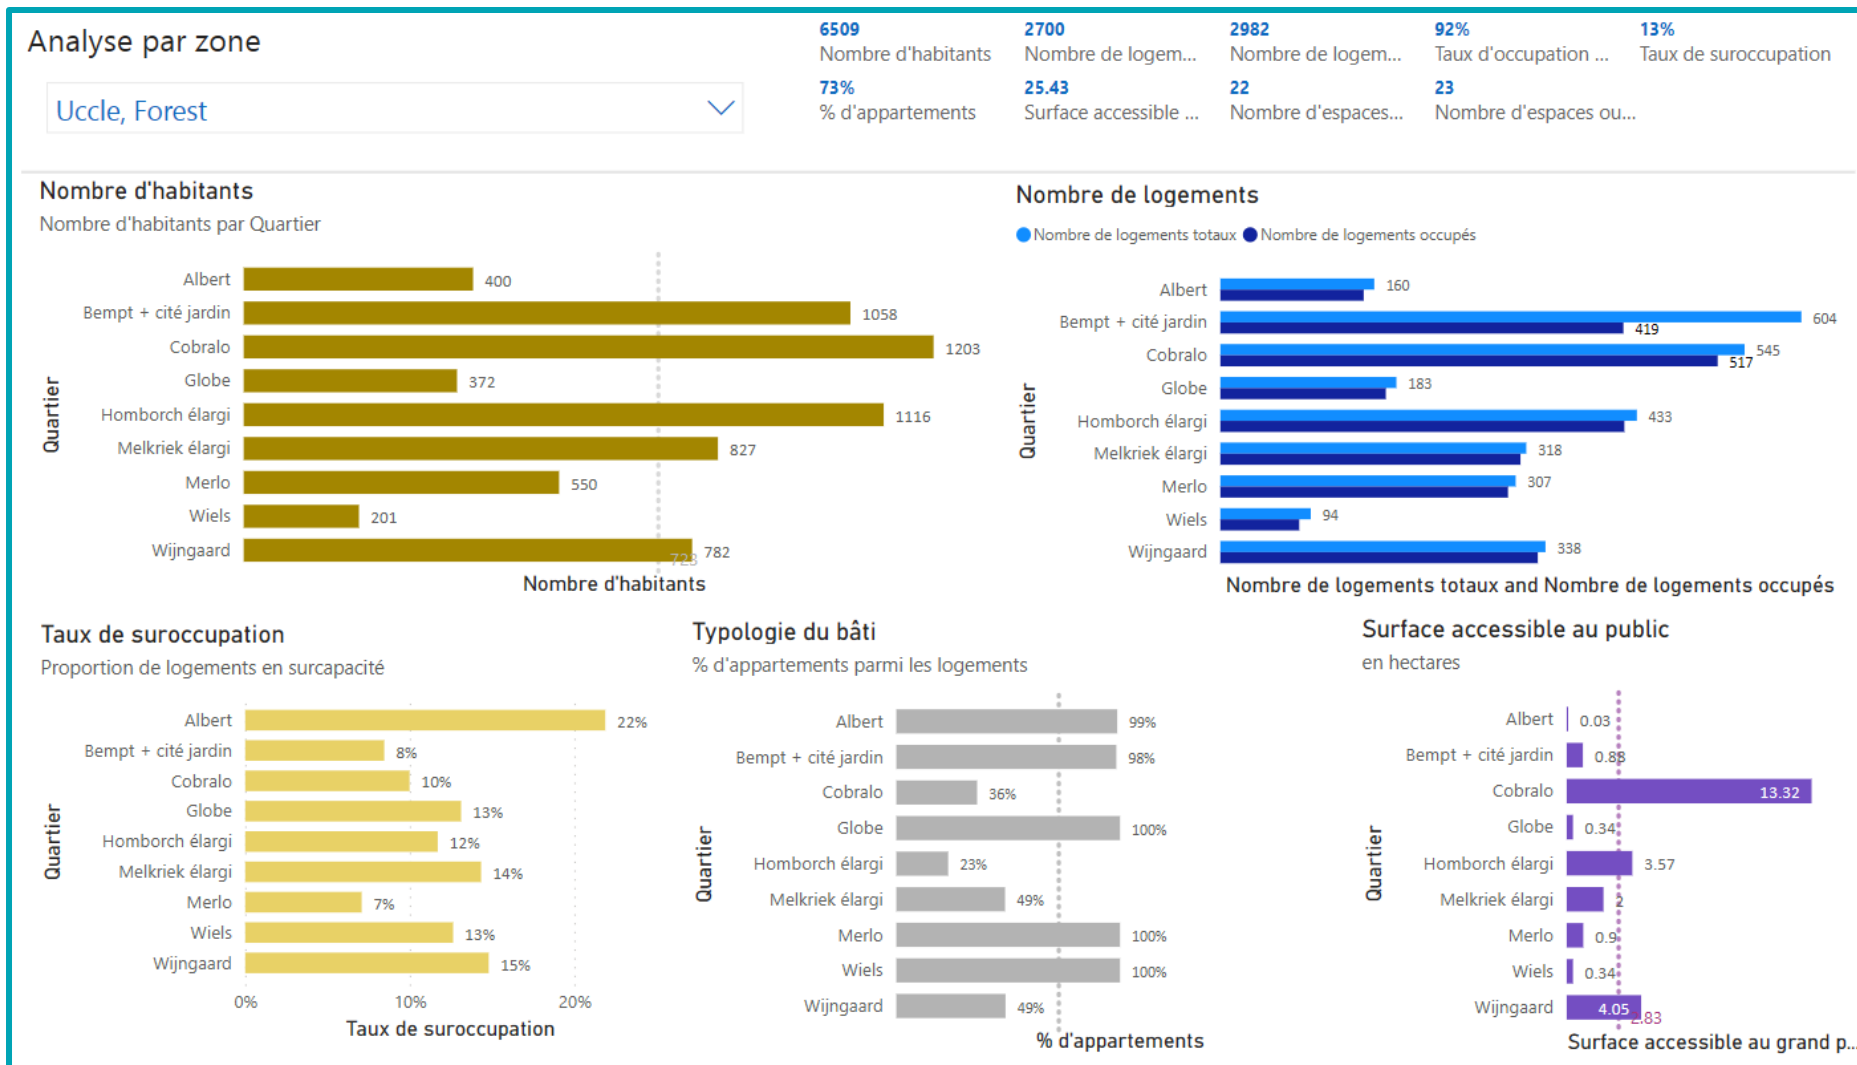 Analyse par zone
Uccle, Forest
6509
Nombre d'habitants
2700
Nombre de logem...
2982
Nombre de logem...
92%
Taux d'occupation ...
13%
Taux de suroccupation
73%
% d'appartements
25.43
Surface accessible ...
22
Nombre d'espaces...
23
Nombre d'espaces ou...
Nombre d'habitants
Nombre d'habitants par Quartier
Quartier
Albert 400
Bempt + cité jardin 1058
Cobralo 1203
Globe 372
Homborch élargi 1116
Melkriek élargi 827
Merlo 550
Wiels 201
Wijngaard 782
723
Nombre d'habitants
Nombre de logements
Nombre de logements totaux Nombre de logements occupés
Quartier
Albert 160
Bempt + cité jardin 604
419
Cobralo 545
517
Globe 183
Homborch élargi 433
Melkriek élargi 318
Merlo 307
Wiels 94
Wijngaard 338
Nombre de logements totaux and Nombre de logements occupés
Taux de suroccupation
Proportion de logements en surcapacité
Quartier
Albert 22%
Bempt + cité jardin 8%
Cobralo 10%
Globe 13%
Homborch élargi 12%
Melkriek élargi 14%
Merlo 7%
Wiels 13%
Wijngaard 15%
0% 10% 20%
Taux de suroccupation
Typologie du bâti
% d'appartements parmi les logements
Quartier
Albert 99%
Bempt + cité jardin 98%
Cobralo 36%
Globe 100%
Homborch élargi 23%
Melkriek élargi 49%
Merlo 100%
Wiels 100%
Wijngaard 49%
% d'appartements
Surface accessible au public
en hectares
Quartier
Albert 0.03
Bempt + cité jardin 0.88
Cobralo 13.32
Globe 0.34
Homborch élargi 3.57
Melkriek élargi 2
Merlo 0.9
Wiels 0.34
Wijngaard 4.05
2.83
Surface accessible au grand p...